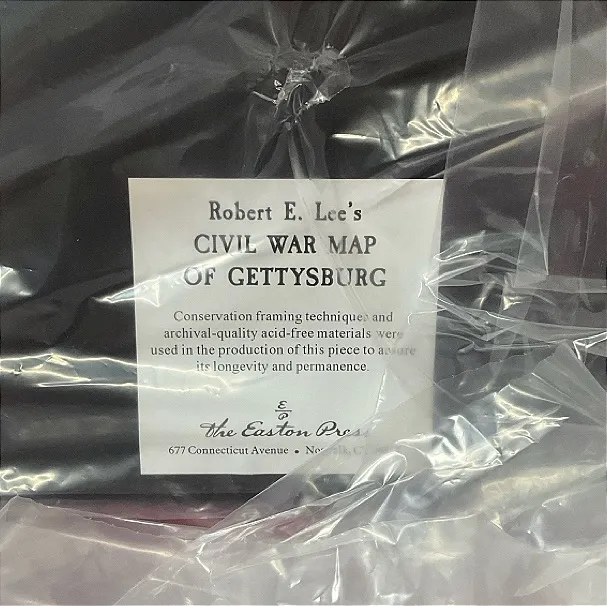 Robert E. Lee's
CIVIL WAR MAP
OF GETTYSBURG
Conservation framing techniques and
archival-quality acid-free materials were
used in the production of this piece to assure
its longevity and permanence.
E
P
The Easton Press
677 Connecticut Avenue • Norwalk,